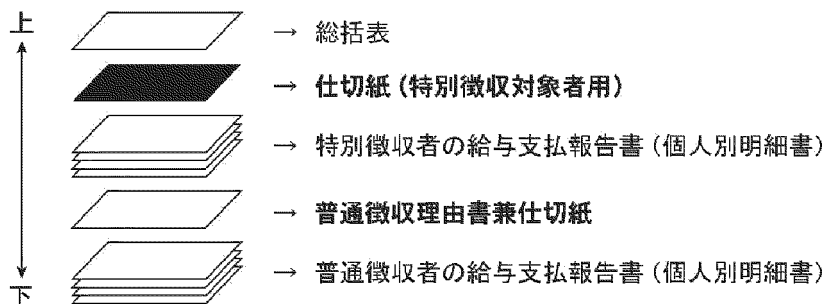 上
→ 総括表
→ 仕切紙（特別徴収対象者用）
→ 特別徴収者の給与支払報告書（個人別明細書）
→ 普通徴収理由書兼仕切紙
→ 普通徴収者の給与支払報告書（個人別明細書）
下